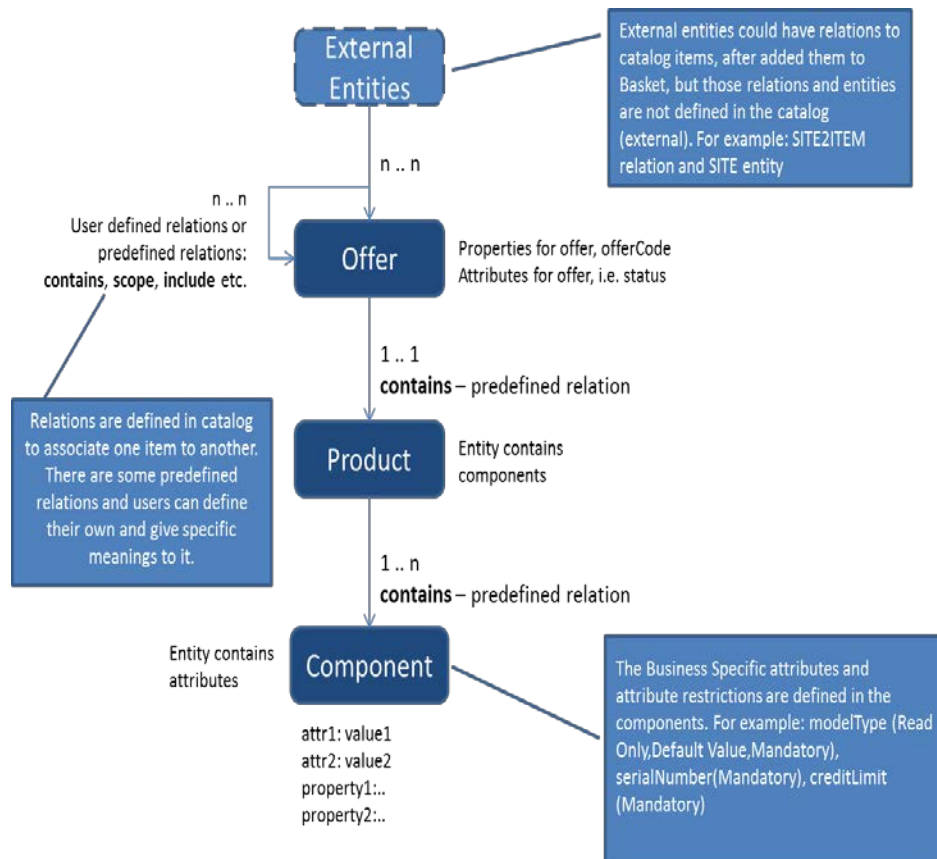 External
Entities
External entities could have relations to
catalog items, after added them to
Basket, but those relations and entities
are not defined in the catalog
(external). For example: SITE2ITEM
relation and SITE entity
n .. n
n .. n
User defined relations or
predefined relations:
contains, scope, include etc.
Offer
Properties for offer, offerCode
Attributes for offer, i.e. status
1 .. 1
contains – predefined relation
Relations are defined in catalog
to associate one item to another.
There are some predefined
relations and users can define
their own and give specific
meanings to it.
Product
Entity contains
components
1 .. n
contains – predefined relation
Entity contains
attributes
Component
The Business Specific attributes and
attribute restrictions are defined in the
components. For example: modelType (Read
Only,Default Value,Mandatory),
serialNumber(Mandatory), creditLimit
(Mandatory)
attr1: value1
attr2: value2
property1:..
property2:..